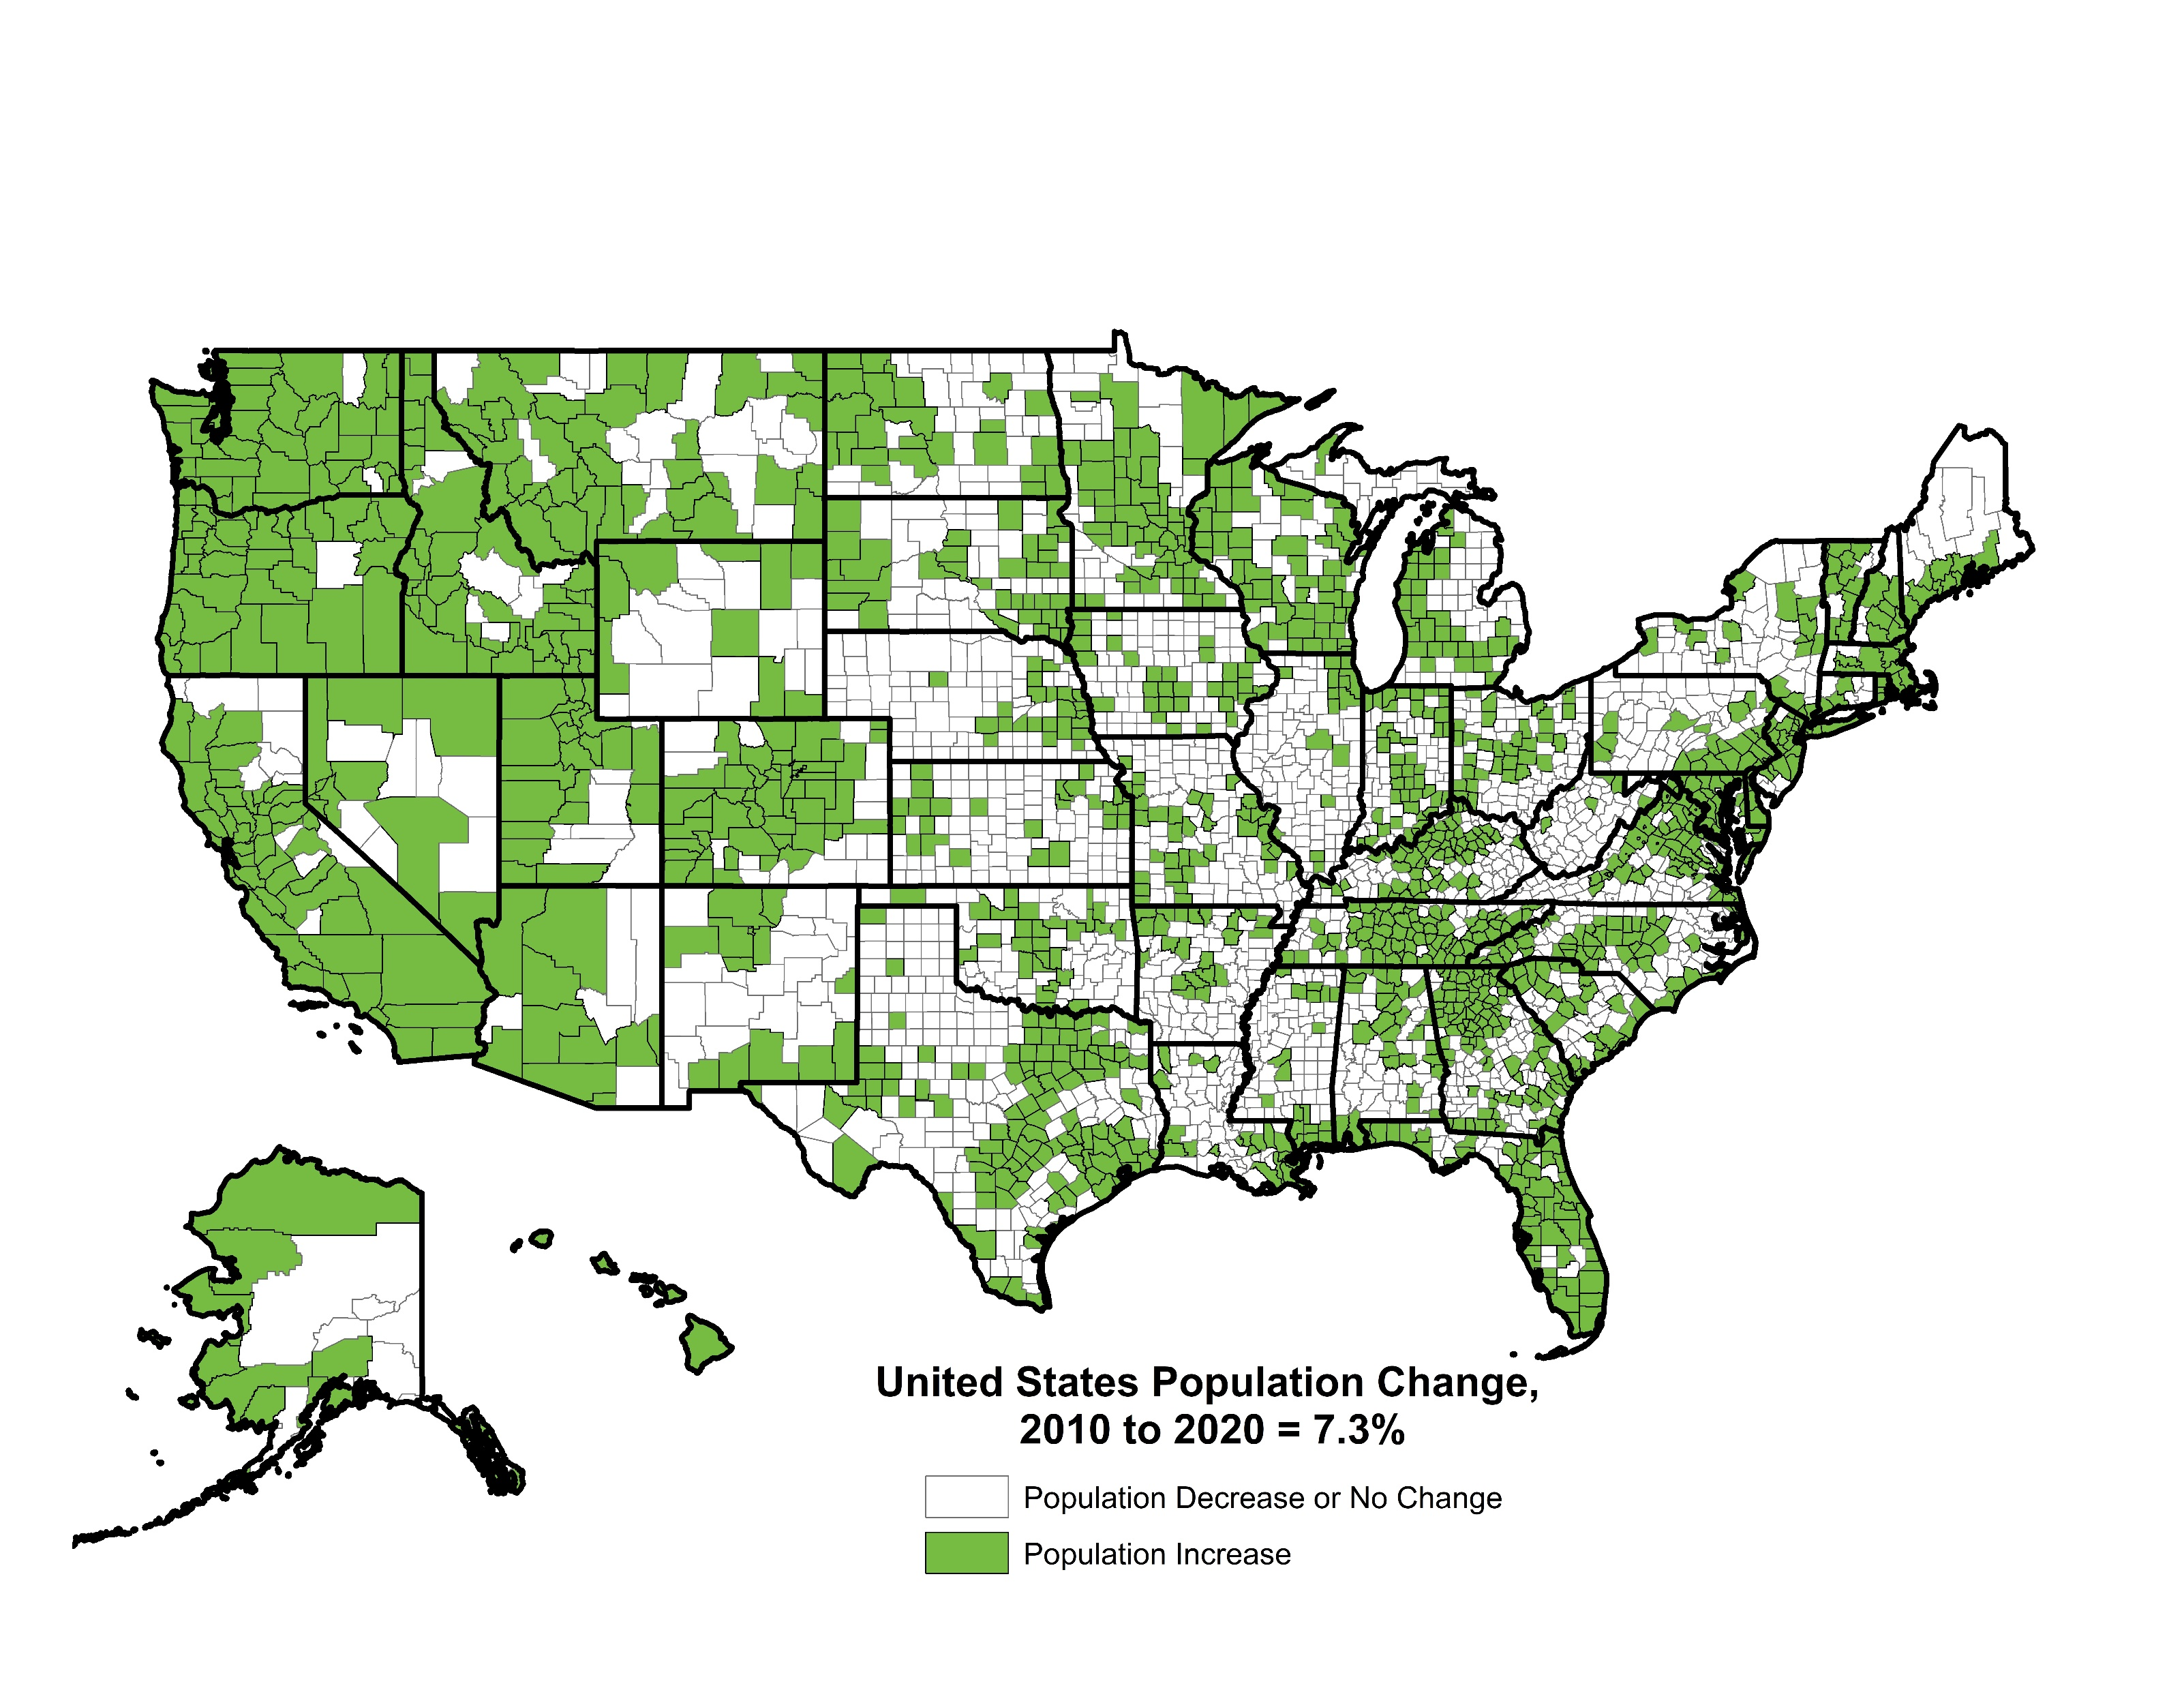 United States Population Change,
2010 to 2020 = 7.3%
Population Decrease or No Change
Population Increase